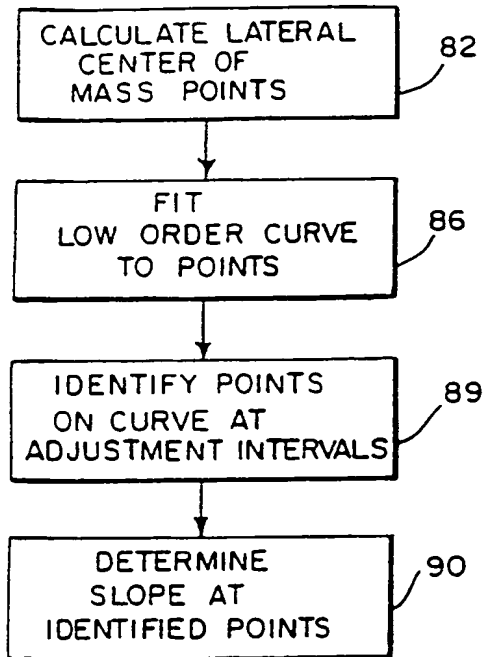 CALCULATE LATERAL
CENTER OF
MASS POINTS
82
FIT
LOW ORDER CURVE
TO POINTS
86
IDENTIFY POINTS
ON CURVE AT
ADJUSTMENT INTERVALS
89
DETERMINE
SLOPE AT
IDENTIFIED POINTS
90